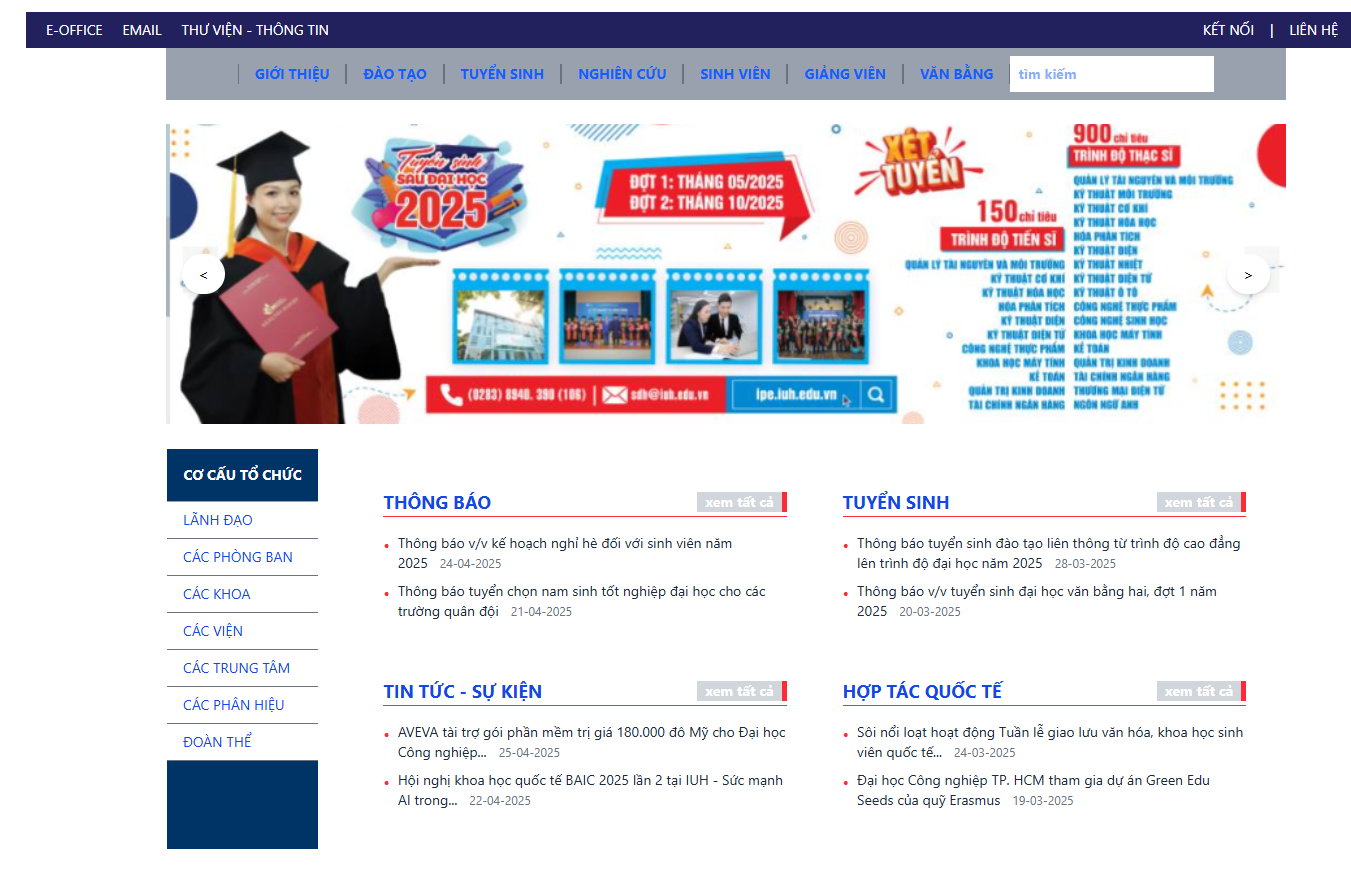 E-OFFICE EMAIL THƯ VIỆN - THÔNG TIN KẾT NỐI | LIÊN HỆ
GIỚI THIỆU ĐÀO TẠO TUYỂN SINH NGHIÊN CỨU SINH VIÊN GIẢNG VIÊN VĂN BẰNG tìm kiếm
Tuyển sinh
SAU ĐẠI HỌC
2025
ĐỢT 1: THÁNG 05/2025
ĐỢT 2: THÁNG 10/2025
XÉT
TUYỂN
150 chỉ tiêu
TRÌNH ĐỘ TIẾN SĨ
QUẢN LÝ TÀI NGUYÊN VÀ MÔI TRƯỜNG
KỸ THUẬT CƠ KHÍ
KỸ THUẬT HÓA HỌC
HÓA PHÂN TÍCH
KỸ THUẬT ĐIỆN
KỸ THUẬT ĐIỆN TỬ
CÔNG NGHỆ THỰC PHẨM
KHOA HỌC MÁY TÍNH
KẾ TOÁN
QUẢN TRỊ KINH DOANH
TÀI CHÍNH NGÂN HÀNG
900 chỉ tiêu
TRÌNH ĐỘ THẠC SĨ
QUẢN LÝ TÀI NGUYÊN VÀ MÔI TRƯỜNG
KỸ THUẬT MÔI TRƯỜNG
KỸ THUẬT CƠ KHÍ
KỸ THUẬT HÓA HỌC
HÓA PHÂN TÍCH
KỸ THUẬT ĐIỆN
KỸ THUẬT NHIỆT
KỸ THUẬT ĐIỆN TỬ
KỸ THUẬT Ô TÔ
CÔNG NGHỆ THỰC PHẨM
CÔNG NGHỆ SINH HỌC
KHOA HỌC MÁY TÍNH
KẾ TOÁN
QUẢN TRỊ KINH DOANH
TÀI CHÍNH NGÂN HÀNG
THƯƠNG MẠI ĐIỆN TỬ
NGÔN NGỮ ANH
< >
(0283) 8940. 390 (106) | sdh@iuh.edu.vn ipe.iuh.edu.vn
CƠ CẤU TỔ CHỨC
LÃNH ĐẠO
CÁC PHÒNG BAN
CÁC KHOA
CÁC VIỆN
CÁC TRUNG TÂM
CÁC PHÂN HIỆU
ĐOÀN THỂ
THÔNG BÁO xem tất cả
Thông báo v/v kế hoạch nghỉ hè đối với sinh viên năm
2025 24-04-2025
Thông báo tuyển chọn nam sinh tốt nghiệp đại học cho các
trường quân đội 21-04-2025
TUYỂN SINH xem tất cả
Thông báo tuyển sinh đào tạo liên thông từ trình độ cao đẳng
lên trình độ đại học năm 2025 28-03-2025
Thông báo v/v tuyển sinh đại học văn bằng hai, đợt 1 năm
2025 20-03-2025
TIN TỨC - SỰ KIỆN xem tất cả
AVEVA tài trợ gói phần mềm trị giá 180.000 đô Mỹ cho Đại học
Công nghiệp... 25-04-2025
Hội nghị khoa học quốc tế BAIC 2025 lần 2 tại IUH - Sức mạnh
AI trong... 22-04-2025
HỢP TÁC QUỐC TẾ xem tất cả
Sôi nổi loạt hoạt động Tuần lễ giao lưu văn hóa, khoa học sinh
viên quốc tế... 24-03-2025
Đại học Công nghiệp TP. HCM tham gia dự án Green Edu
Seeds của quỹ Erasmus 19-03-2025